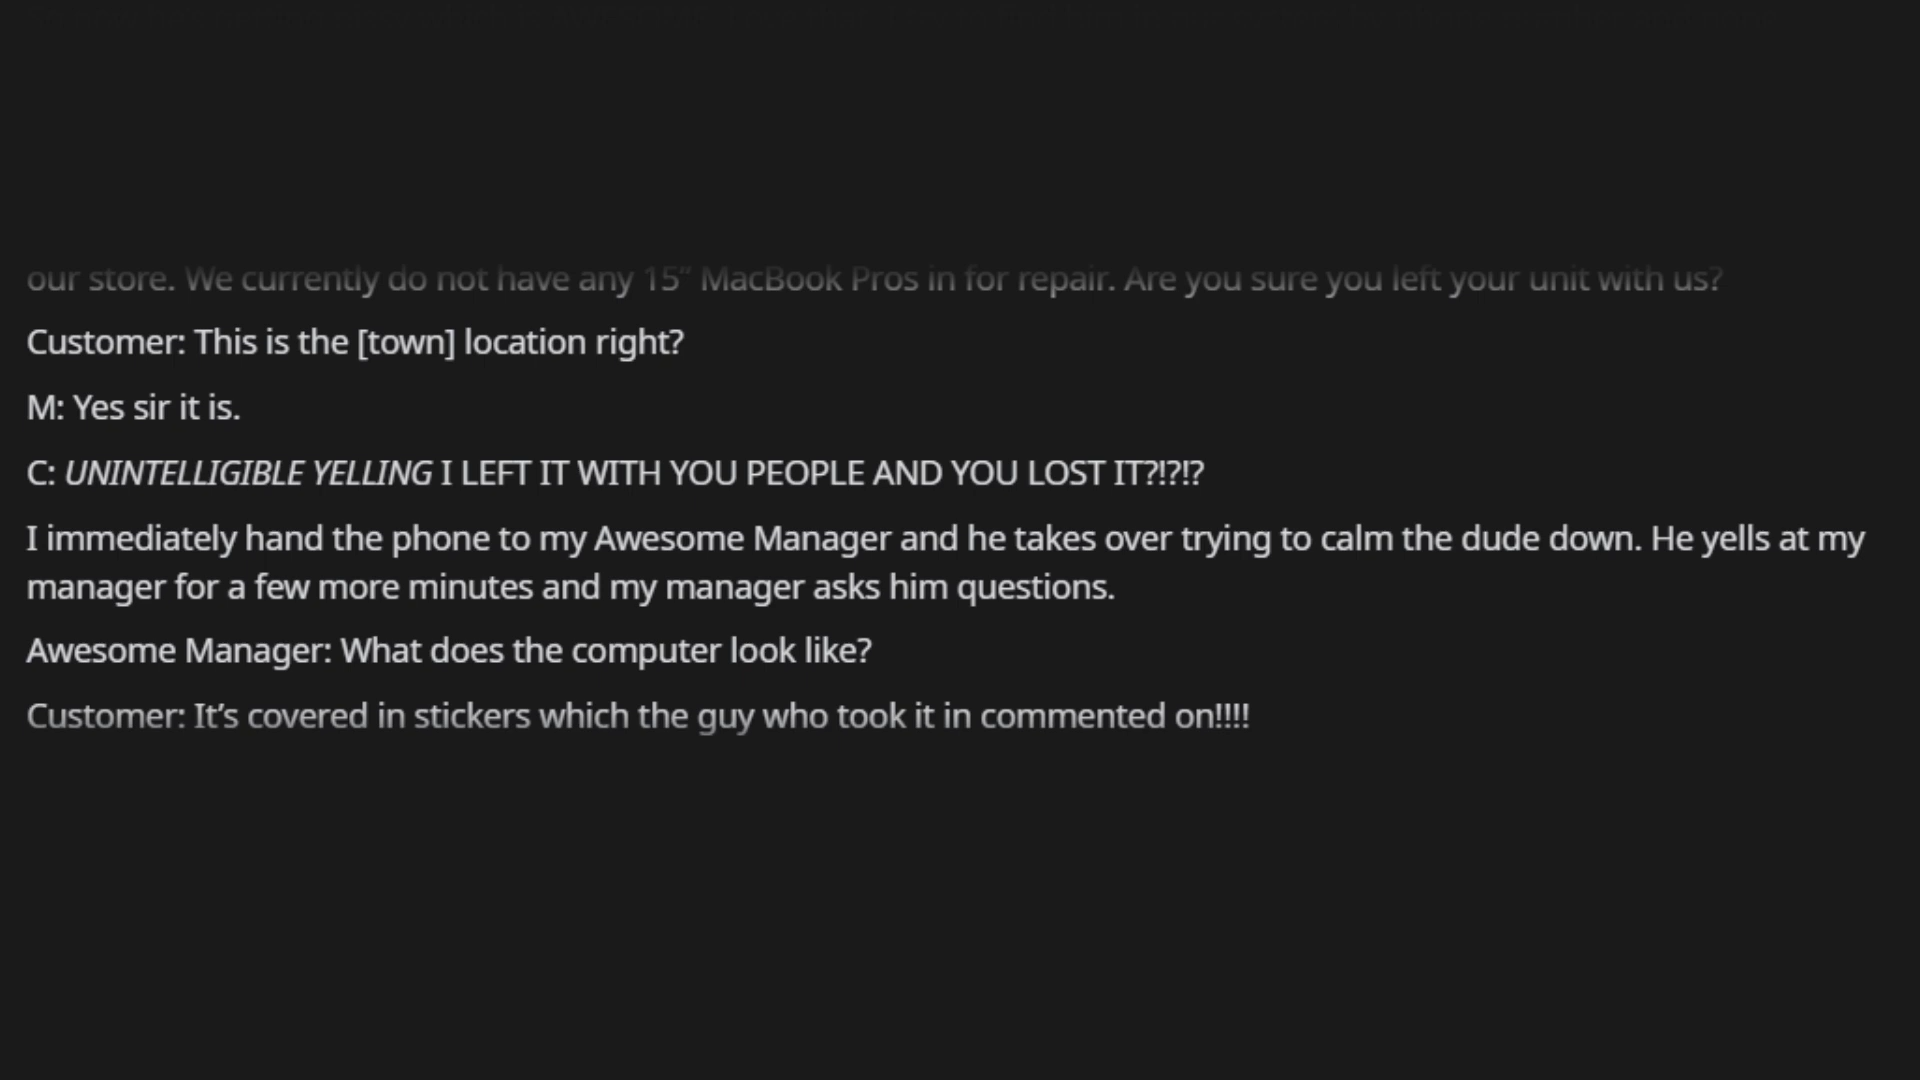 our store. We currently do not have any 15” MacBook Pros in for repair. Are you sure you left your unit with us?
Customer: This is the [town] location right?
M: Yes sir it is.
C: UNINTELLIGIBLE YELLING I LEFT IT WITH YOU PEOPLE AND YOU LOST IT?!?!?
I immediately hand the phone to my Awesome Manager and he takes over trying to calm the dude down. He yells at my
manager for a few more minutes and my manager asks him questions.
Awesome Manager: What does the computer look like?
Customer: It’s covered in stickers which the guy who took it in commented on!!!!